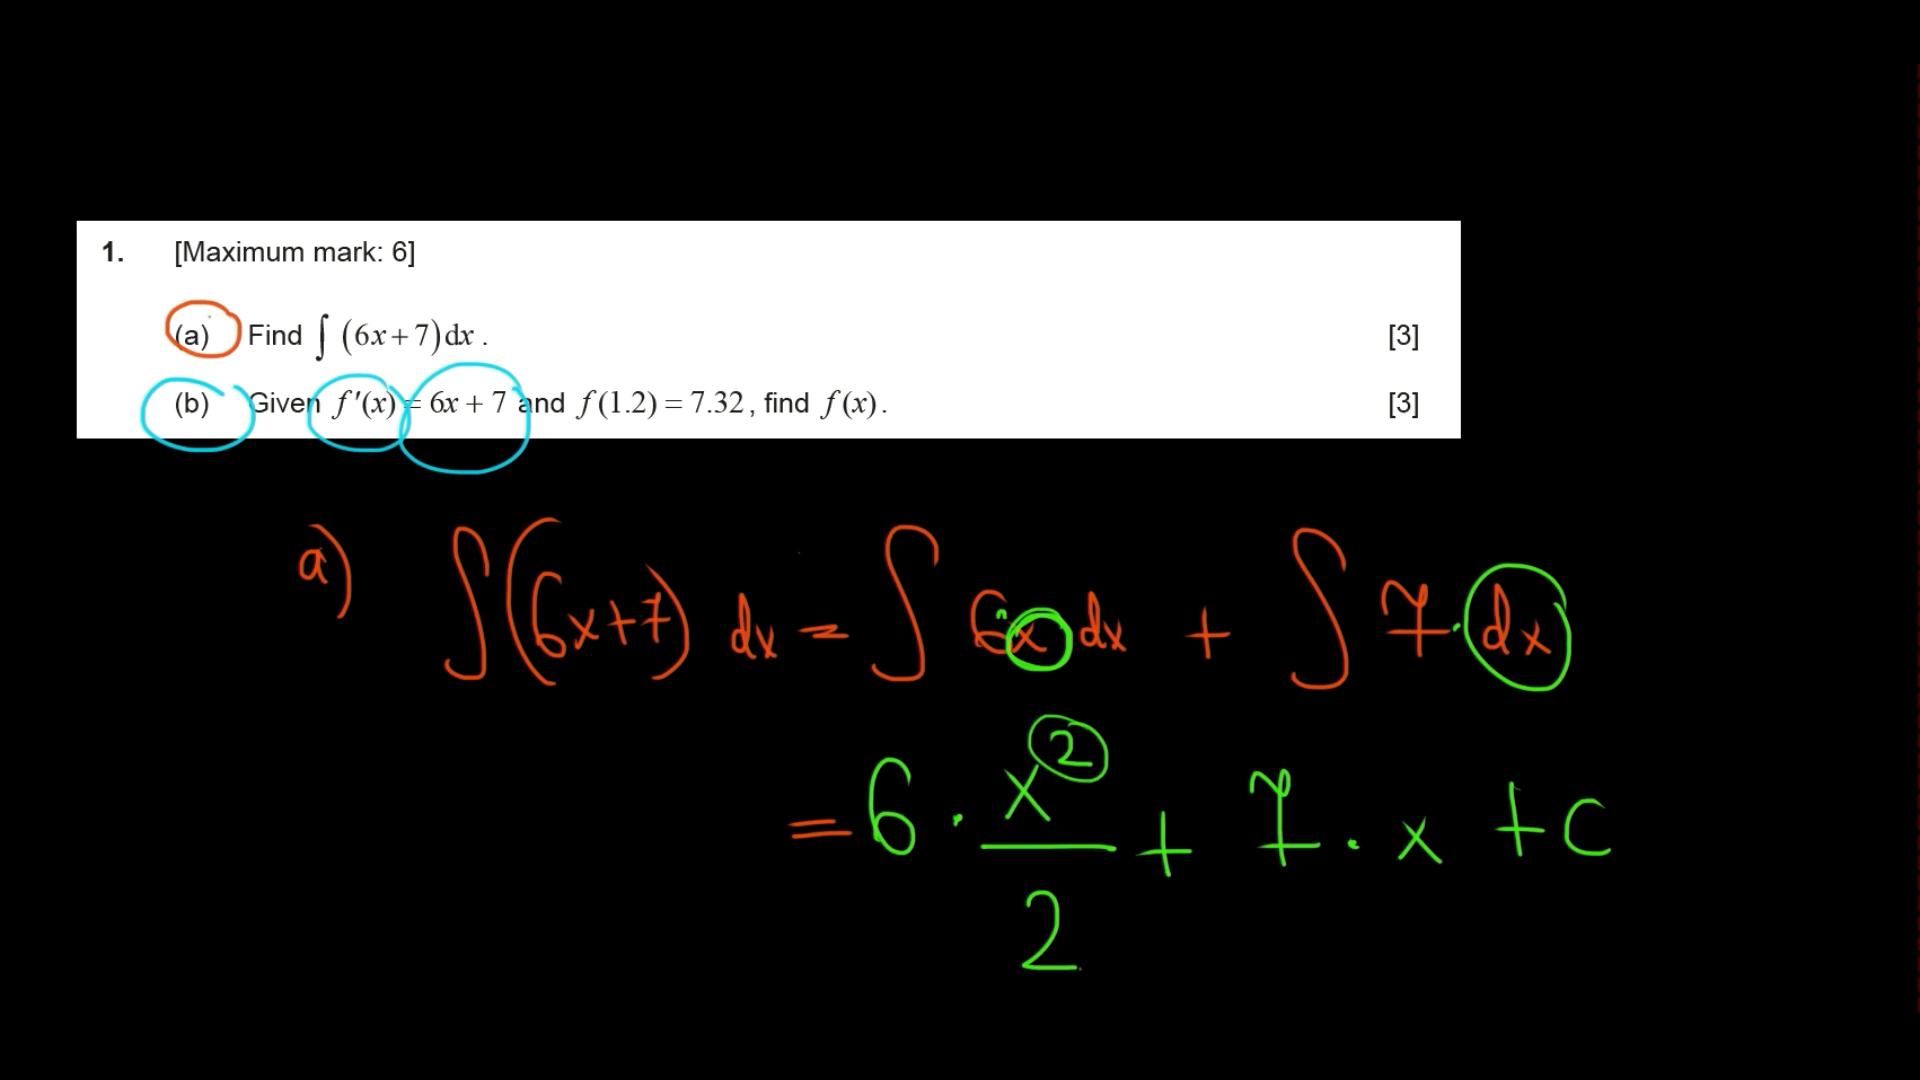 1. [Maximum mark: 6]
(a) Find ∫ (6x + 7)dx . [3]
(b) Given f ′(x) = 6x + 7 and f (1.2) = 7.32 , find f (x) . [3]
a) ∫(6x+7) dx = ∫ 6x dx + ∫ 7·dx
= 6 · x² / 2 + 7 · x + c